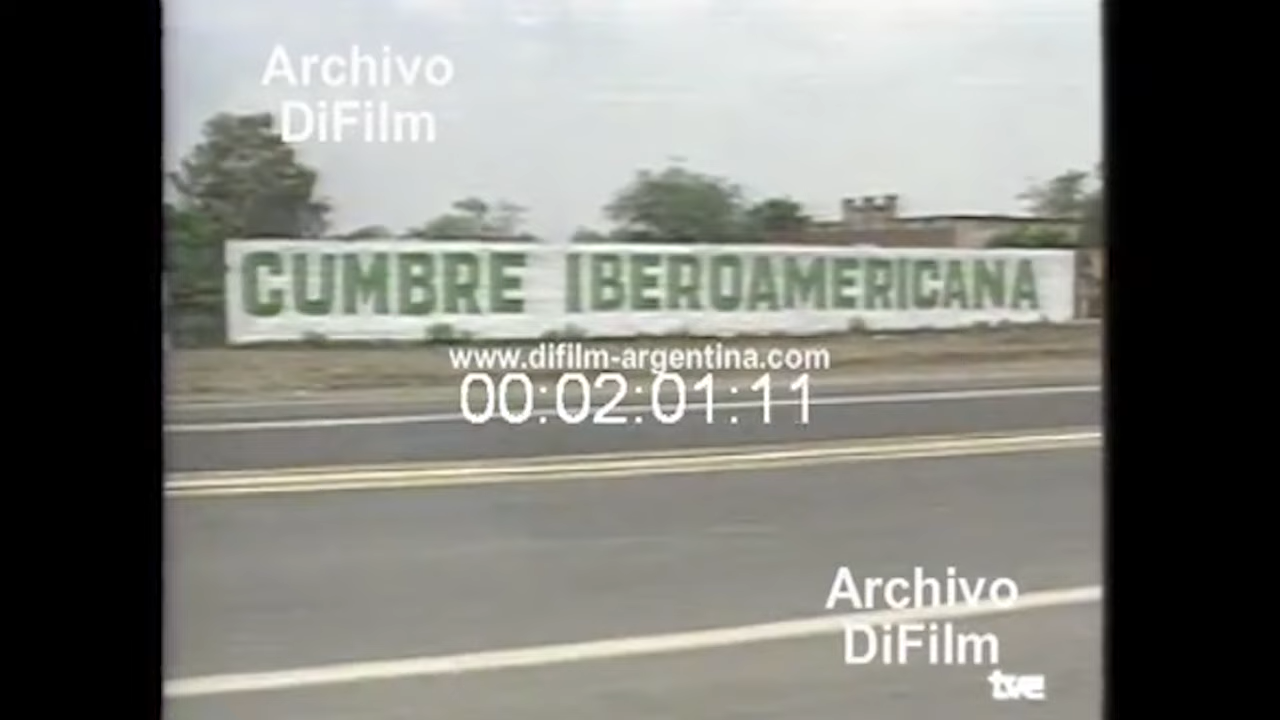 Archivo
DiFilm
CUMBRE IBEROAMERICANA
www.difilm-argentina.com
00:02:01:11
Archivo
DiFilm
tve